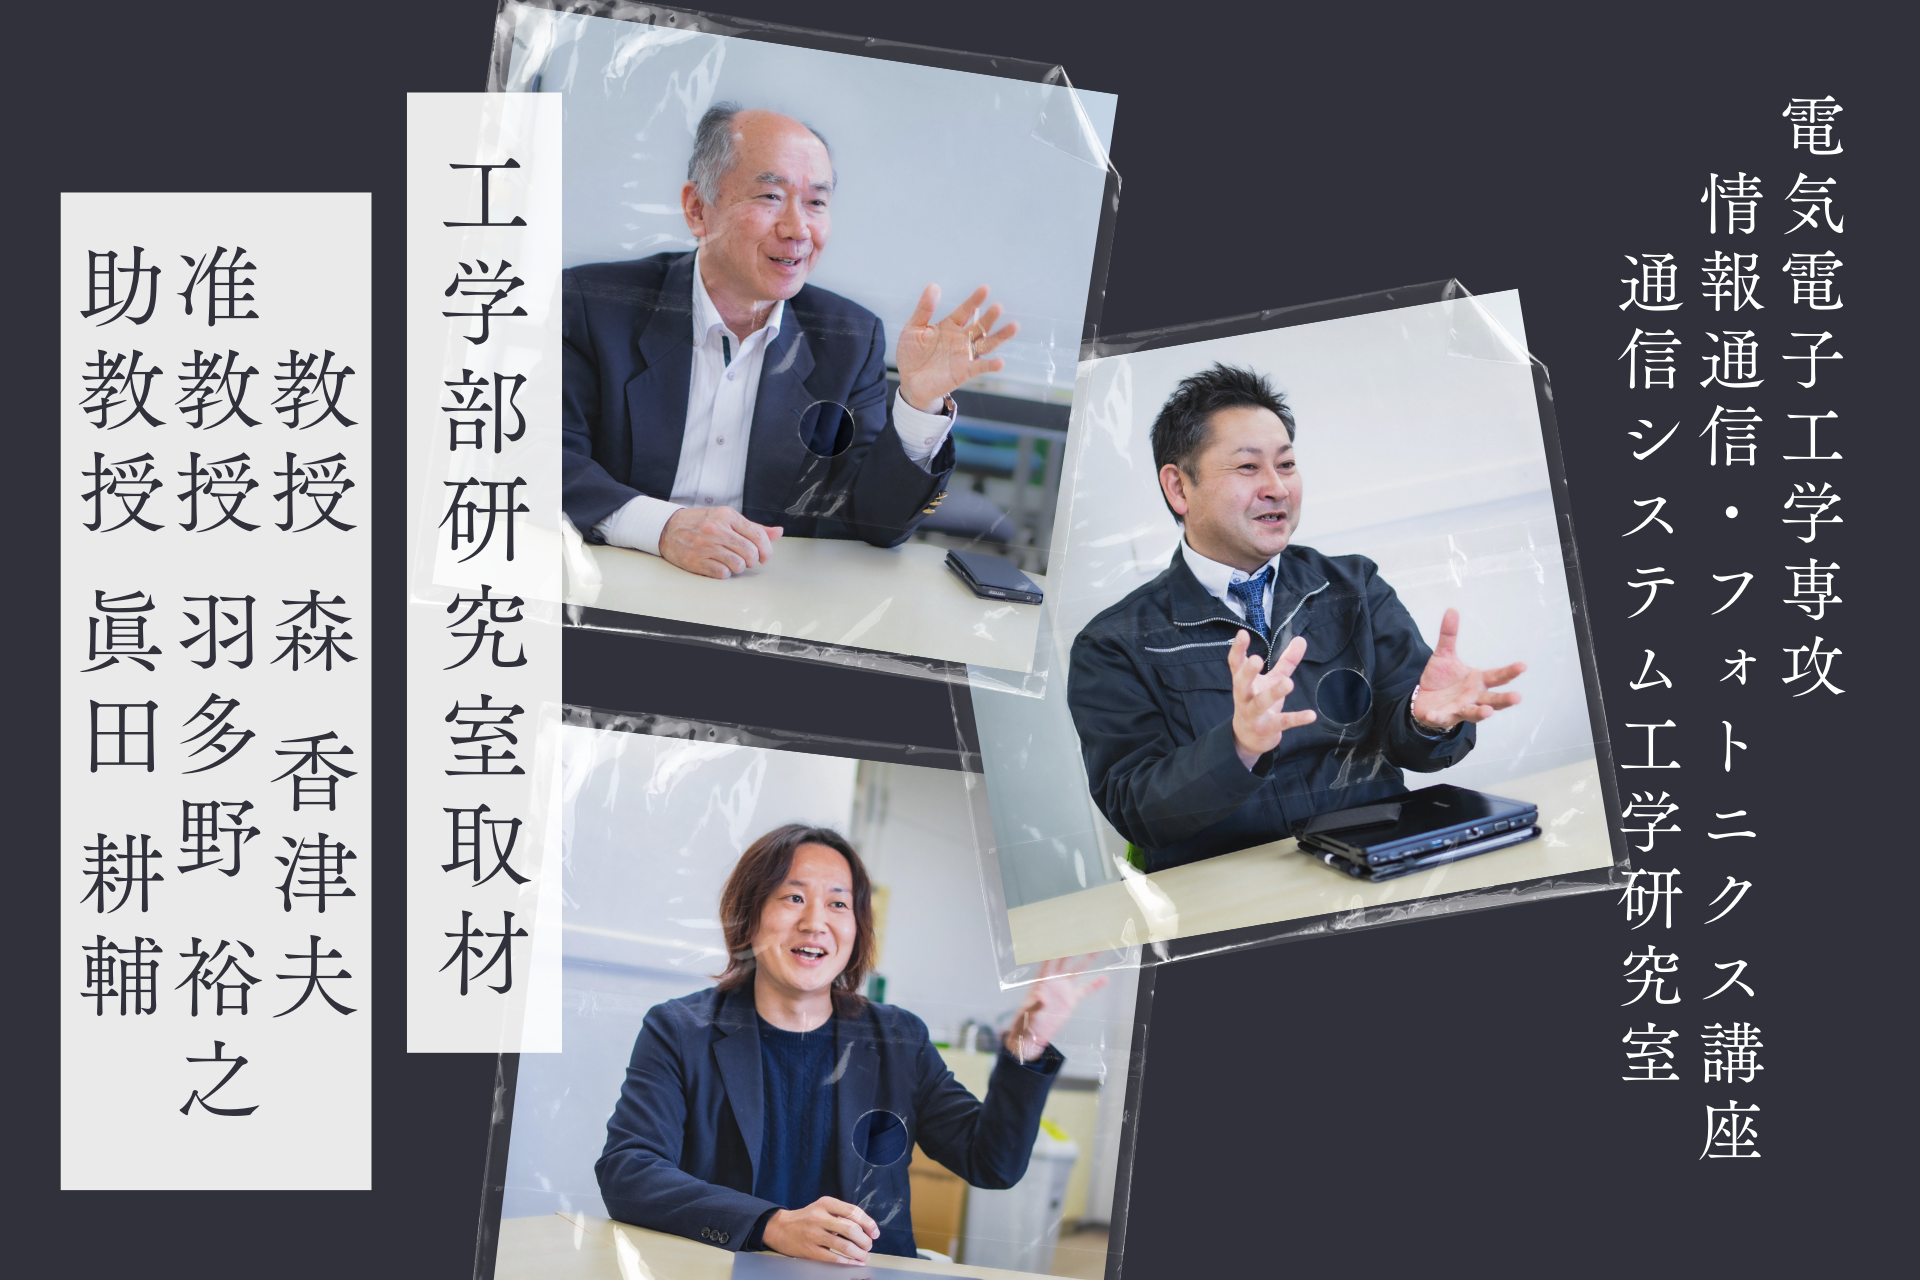 電気電子工学専攻
情報通信・フォトニクス講座
通信システム工学研究室
工学部研究室取材
教授 森 香津夫
准教授 羽多野 裕之
助教授 眞田 耕輔